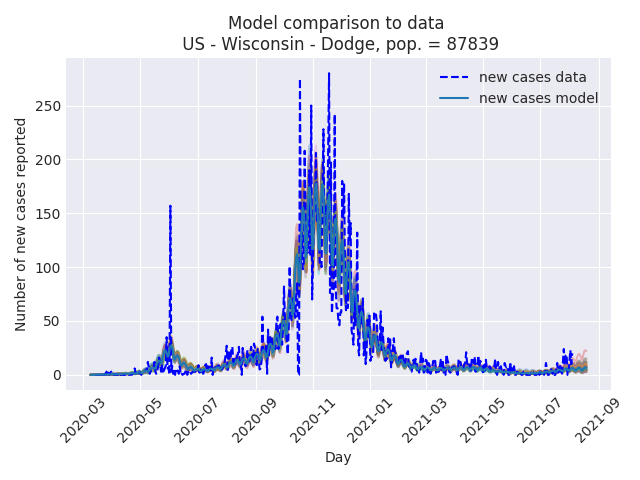 Model comparison to data
US - Wisconsin - Dodge, pop. = 87839
new cases data
new cases model
Number of new cases reported
250
200
150
100
50
0
2020-03
2020-05
2020-07
2020-09
2020-11
2021-01
2021-03
2021-05
2021-07
2021-09
Day